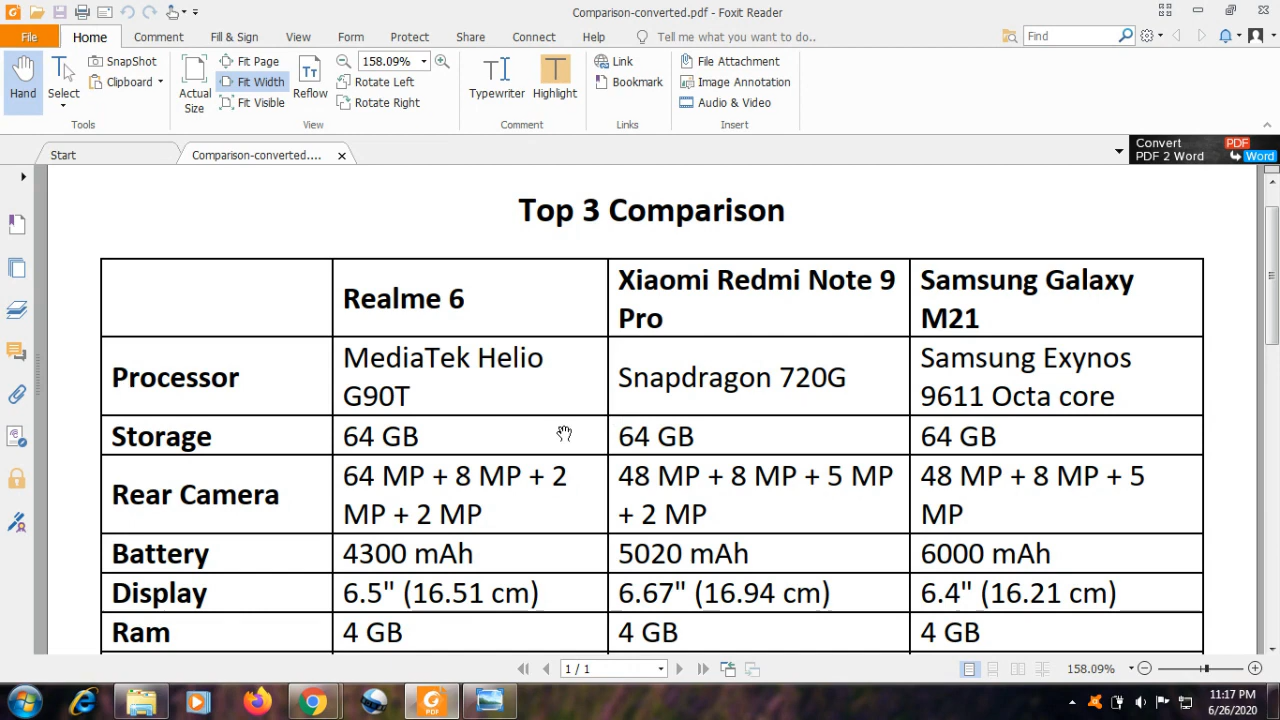 Comparison-converted.pdf - Foxit Reader
File Home Comment Fill & Sign View Form Protect Share Connect Help Tell me what you want to do.. Find
Hand
Select
SnapShot
Clipboard
Tools
Actual Size
Fit Page
Fit Width
Fit Visible
Reflow
158.09%
Rotate Left
Rotate Right
View
Typewriter
Highlight
Comment
Link
Bookmark
Links
File Attachment
Image Annotation
Audio & Video
Insert
Start
Comparison-converted....
Convert PDF
PDF 2 Word Word
Top 3 Comparison
Realme 6
Xiaomi Redmi Note 9
Pro
Samsung Galaxy
M21
Processor
MediaTek Helio
G90T
Snapdragon 720G
Samsung Exynos
9611 Octa core
Storage 64 GB 64 GB 64 GB
Rear Camera
64 MP + 8 MP + 2
MP + 2 MP
48 MP + 8 MP + 5 MP
+ 2 MP
48 MP + 8 MP + 5
MP
Battery 4300 mAh 5020 mAh 6000 mAh
Display 6.5" (16.51 cm) 6.67" (16.94 cm) 6.4" (16.21 cm)
Ram 4 GB 4 GB 4 GB
1 / 1
158.09%
PDF
11:17 PM
6/26/2020